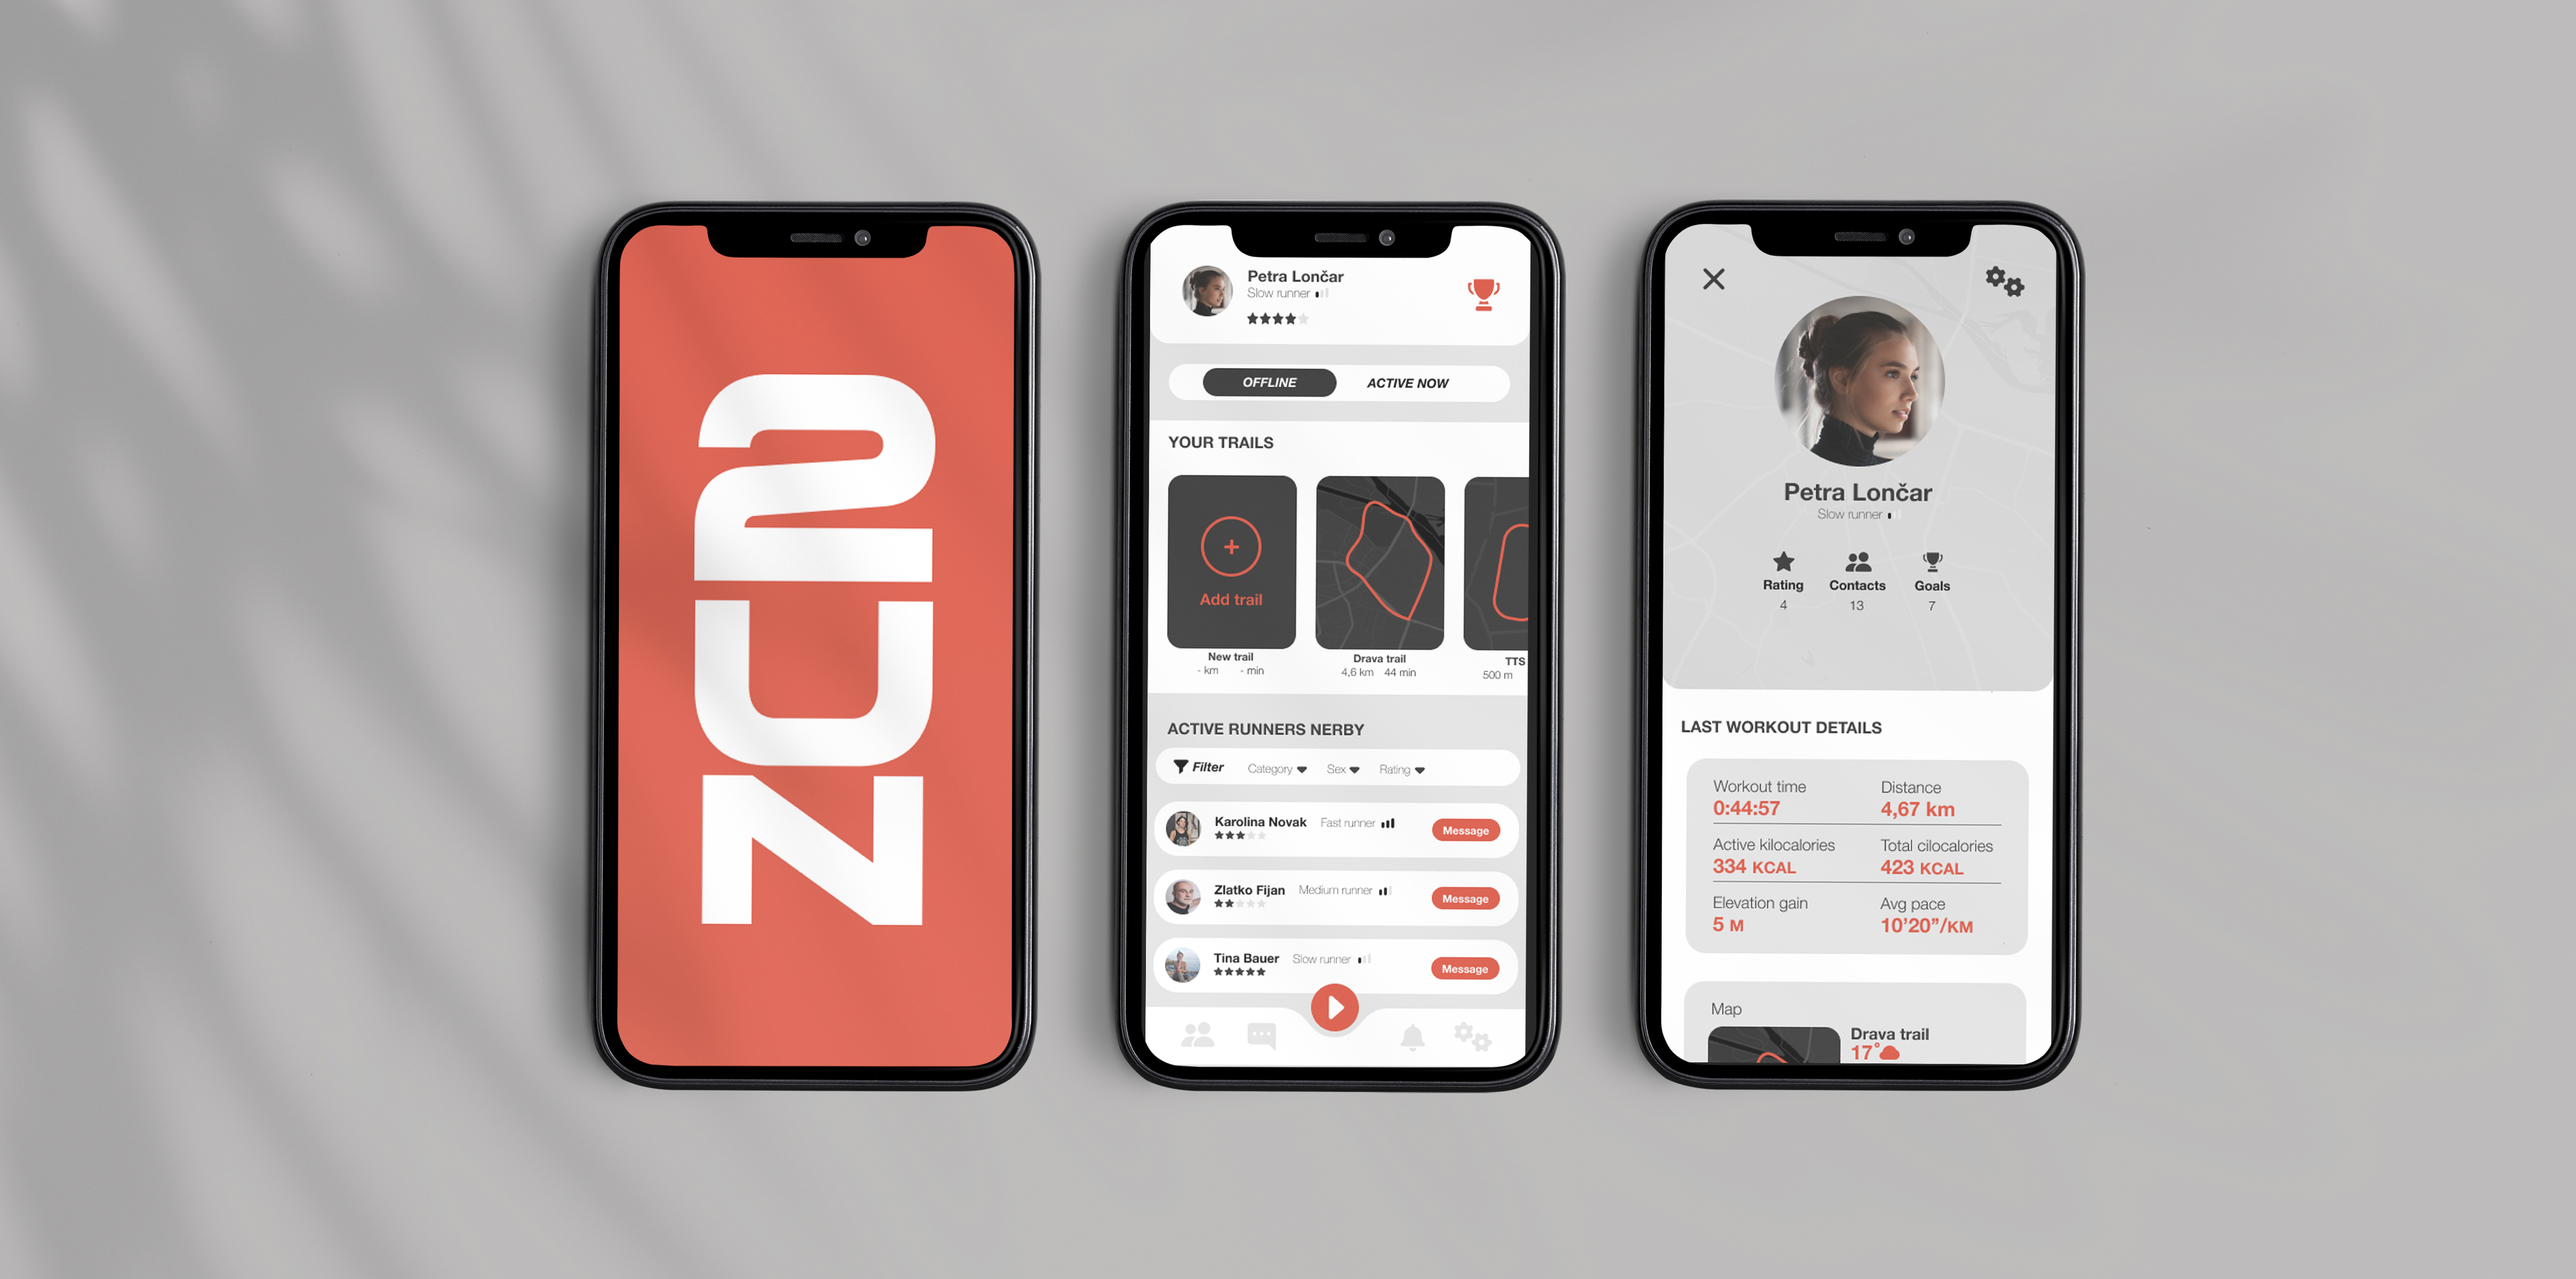 2
U
N
Petra Lončar
Slow runner
OFFLINE ACTIVE NOW
YOUR TRAILS
Add trail
New trail
- km - min
Drava trail
4,6 km 44 min
TTS
500 m
ACTIVE RUNNERS NERBY
Filter Category Sex Rating
Karolina Novak Fast runner
Message
Zlatko Fijan Medium runner
Message
Tina Bauer Slow runner
Message
Petra Lončar
Slow runner
Rating Contacts Goals
4 13 7
LAST WORKOUT DETAILS
Workout time Distance
0:44:57 4,67 km
Active kilocalories Total cilocalories
334 KCAL 423 KCAL
Elevation gain Avg pace
5 M 10'20”/KM
Map
Drava trail
17°